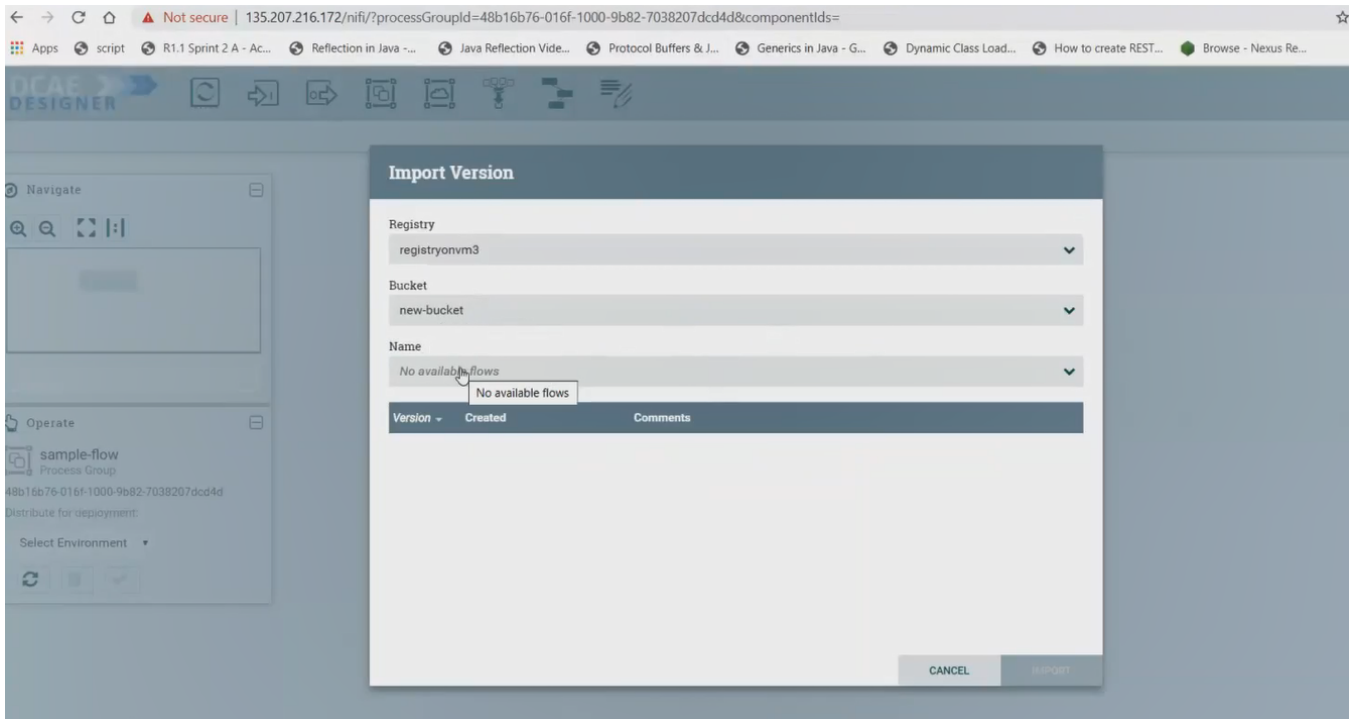 Not secure | 135.207.216.172/nifi/?processGroupId=48b16b76-016f-1000-9b82-7038207dcd4d&componentIds=
Apps script R1.1 Sprint 2 A - Ac... Reflection in Java -... Java Reflection Vide... Protocol Buffers & J... Generics in Java - G... Dynamic Class Load... How to create REST... Browse - Nexus Re...
DCAE
DESIGNER
Import Version
Navigate
Registry
registryonvm3
Bucket
new-bucket
Name
No available flows
No available flows
Version Created Comments
Operate
sample-flow
Process Group
48b16b76-016f-1000-9b82-7038207dcd4d
Distribute for deployment:
Select Environment
CANCEL IMPORT